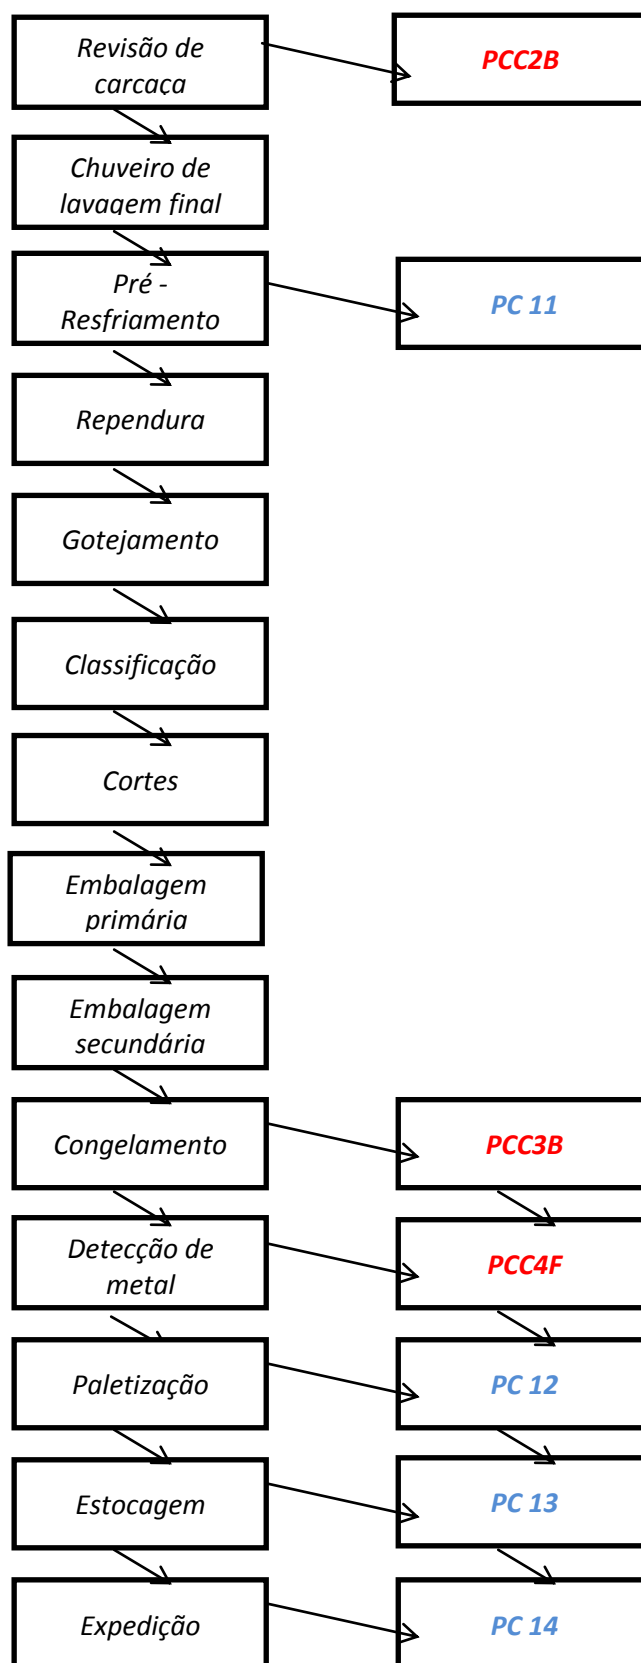 Revisão de
carcaça
PCC2B
Chuveiro de
lavagem final
Pré -
Resfriamento
PC 11
Rependura
Gotejamento
Classificação
Cortes
Embalagem
primária
Embalagem
secundária
Congelamento
PCC3B
Detecção de
metal
PCC4F
Paletização
PC 12
Estocagem
PC 13
Expedição
PC 14